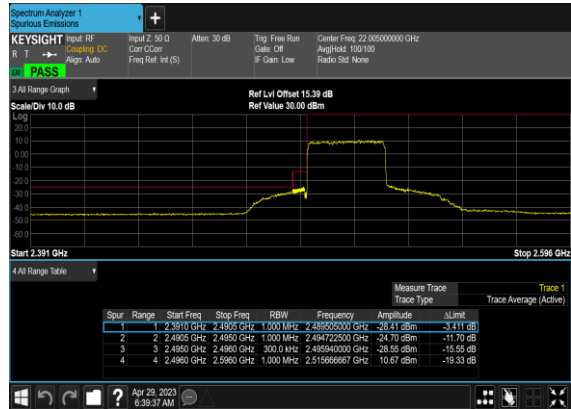 Spectrum Analyzer 1
Spurious Emissions
+
KEYSIGHT Input: RF Input Z: 50 Ω Atten: 30 dB Trig: Free Run Center Freq: 22.005000000 GHz
R T Coupling: DC Corr CCorr Gate: Off Avg|Hold: 100/100
Align: Auto Freq Ref: Int (S) IF Gain: Low Radio Std: None
PASS
3 All Range Graph
Ref Lvl Offset 15.39 dB
Scale/Div 10.0 dB Ref Value 30.00 dBm
Log
20.0
10.0
0.00
-10.0
-20.0
-30.0
-40.0
-50.0
-60.0
Start 2.391 GHz Stop 2.596 GHz
4 All Range Table
Measure Trace Trace 1
Trace Type Trace Average (Active)
Spur Range Start Freq Stop Freq RBW Frequency Amplitude ΔLimit
1 1 2.3910 GHz 2.4905 GHz 1.000 MHz 2.489505000 GHz -28.41 dBm -3.411 dB
2 2 2.4905 GHz 2.4950 GHz 1.000 MHz 2.494722500 GHz -24.70 dBm -11.70 dB
3 3 2.4950 GHz 2.4960 GHz 300.0 kHz 2.495940000 GHz -28.55 dBm -15.55 dB
4 4 2.4960 GHz 2.5960 GHz 1.000 MHz 2.515666667 GHz 10.67 dBm -19.33 dB
? Apr 29, 2023
6:39:37 AM